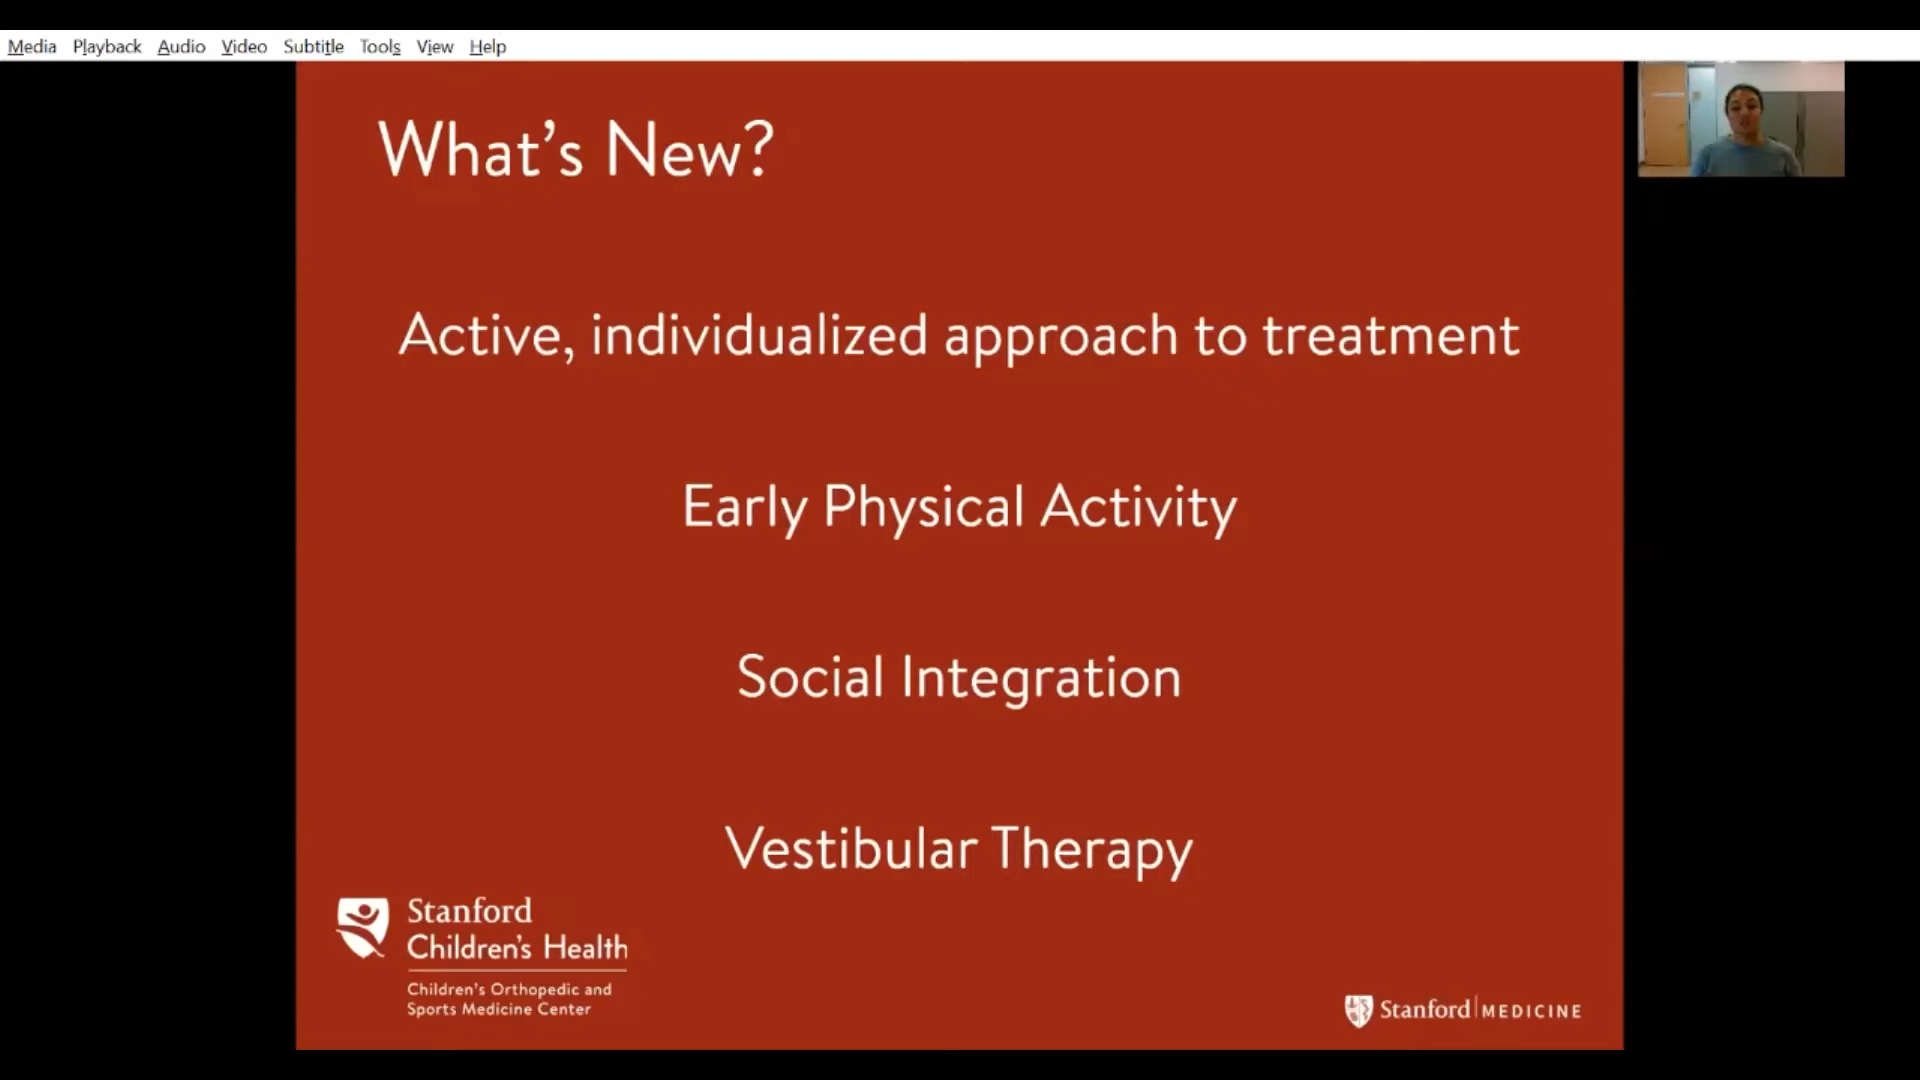 Media Playback Audio Video Subtitle Tools View Help
What's New?
Active, individualized approach to treatment
Early Physical Activity
Social Integration
Vestibular Therapy
Stanford
Children's Health
Children's Orthopedic and
Sports Medicine Center
Stanford MEDICINE